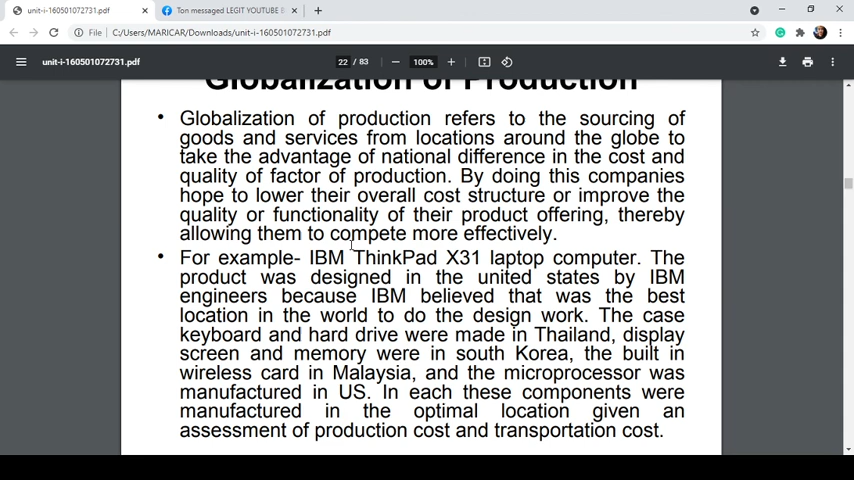 unit-i-160501072731.pdf
Ton messaged LEGIT YOUTUBE
File
C:/Users/MARICAR/Downloads/unit-i-160501072731.pdf
unit-i-160501072731.pdf
22 / 83
100%
Globalization of Production
• Globalization of production refers to the sourcing of
goods and services from locations around the globe to
take the advantage of national difference in the cost and
quality of factor of production. By doing this companies
hope to lower their overall cost structure or improve the
quality or functionality of their product offering, thereby
allowing them to compete more effectively.
• For example- IBM ThinkPad X31 laptop computer. The
product was designed in the united states by IBM
engineers because IBM believed that was the best
location in the world to do the design work. The case
keyboard and hard drive were made in Thailand, display
screen and memory were in south Korea, the built in
wireless card in Malaysia, and the microprocessor was
manufactured in US. In each these components were
manufactured in the optimal location given an
assessment of production cost and transportation cost.